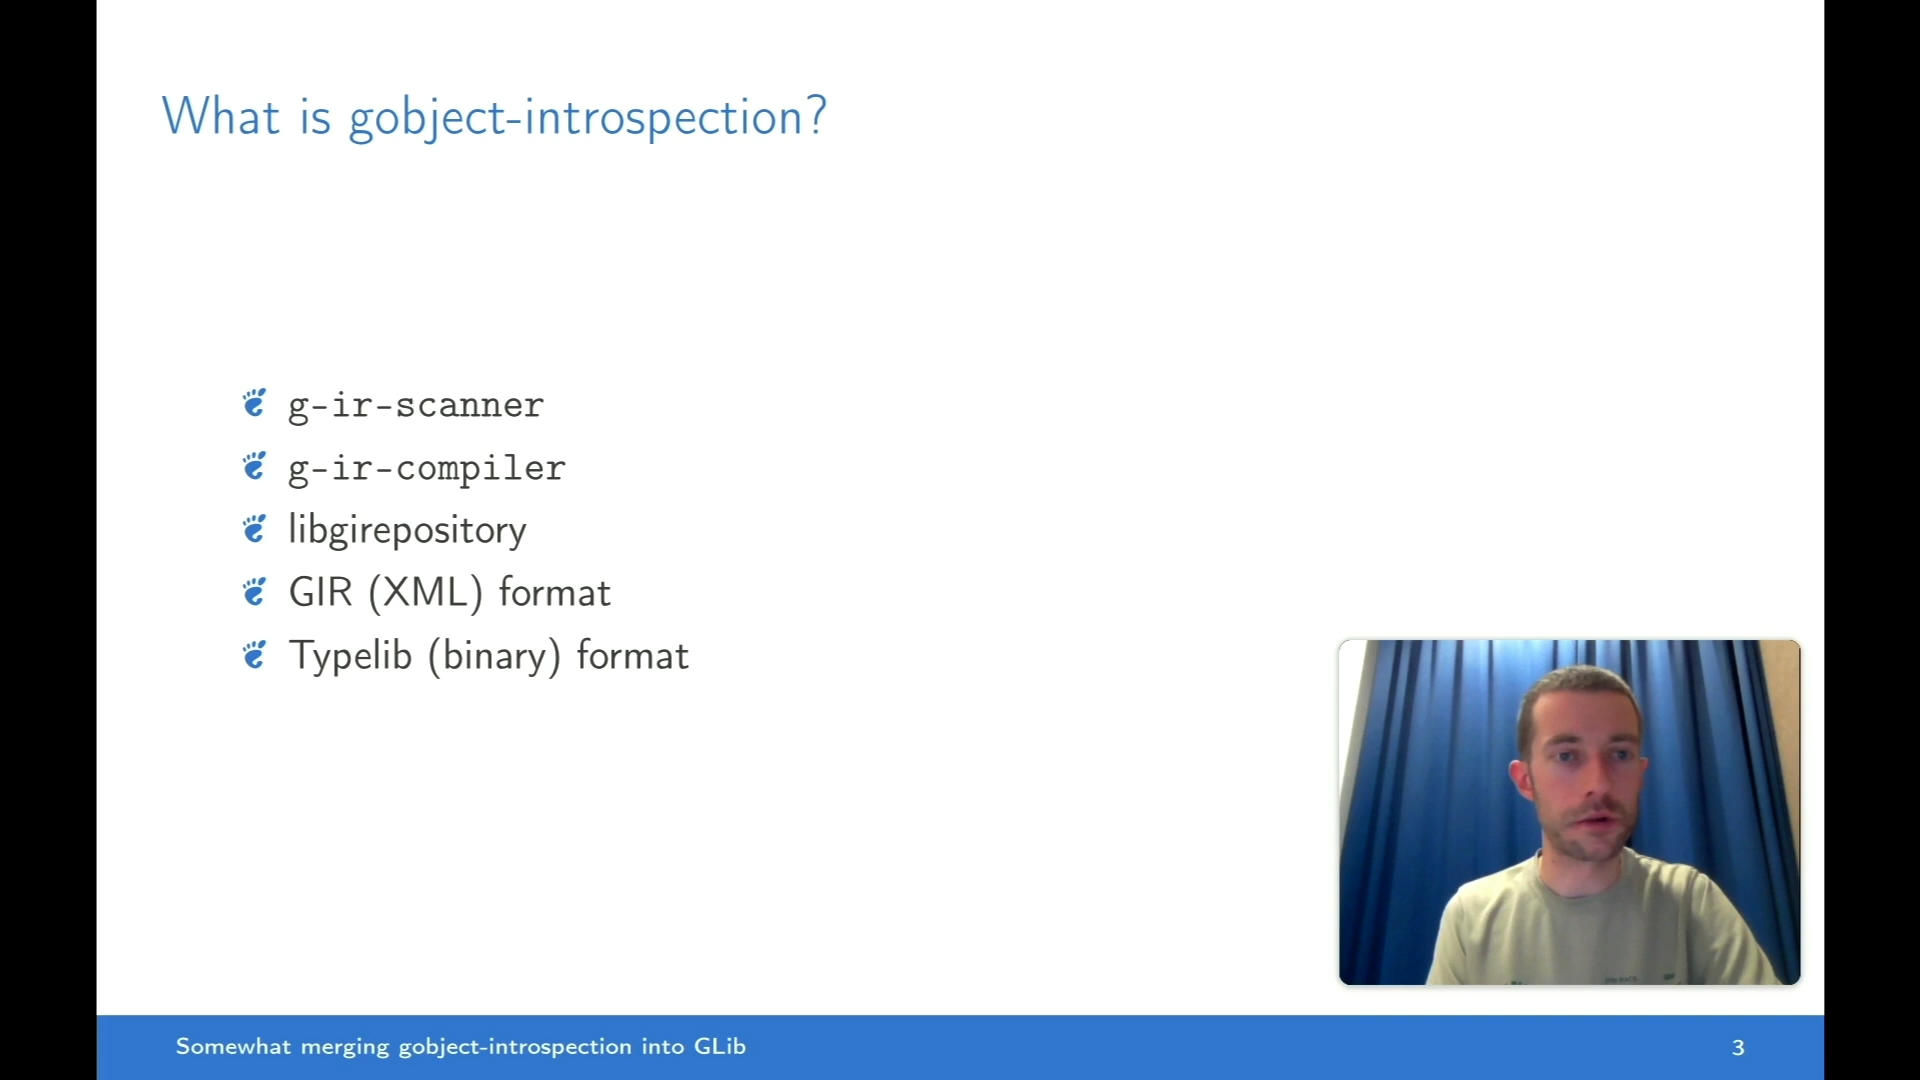 What is gobject-introspection?
g-ir-scanner
g-ir-compiler
libgirepository
GIR (XML) format
Typelib (binary) format
Somewhat merging gobject-introspection into GLib
3